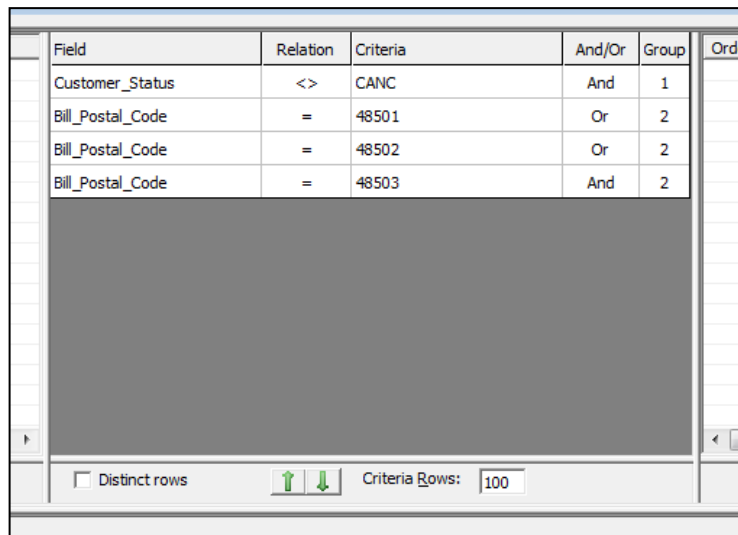 Field Relation Criteria And/Or Group Ord
Customer_Status <> CANC And 1
Bill_Postal_Code = 48501 Or 2
Bill_Postal_Code = 48502 Or 2
Bill_Postal_Code = 48503 And 2
Distinct rows Criteria Rows: 100